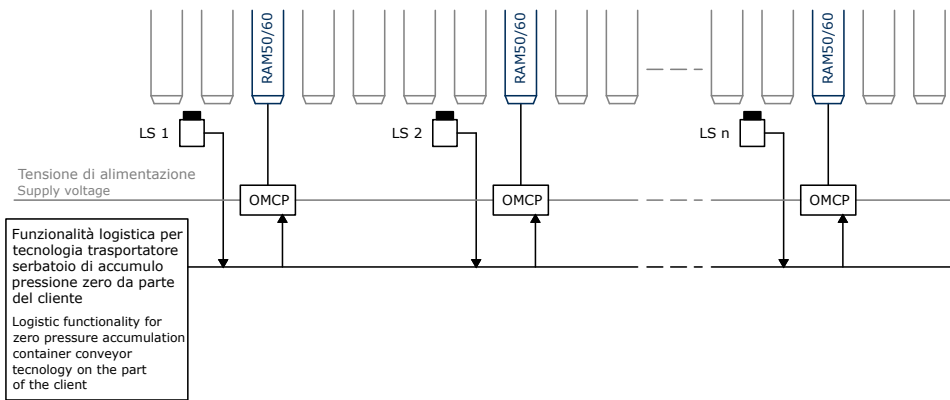 RAM50/60
RAM50/60
RAM50/60
LS 1
LS 2
LS n
Tensione di alimentazione
Supply voltage
OMCP
OMCP
OMCP
Funzionalità logistica per
tecnologia trasportatore
serbatoio di accumulo
pressione zero da parte
del cliente
Logistic functionality for
zero pressure accumulation
container conveyor
tecnology on the part
of the client